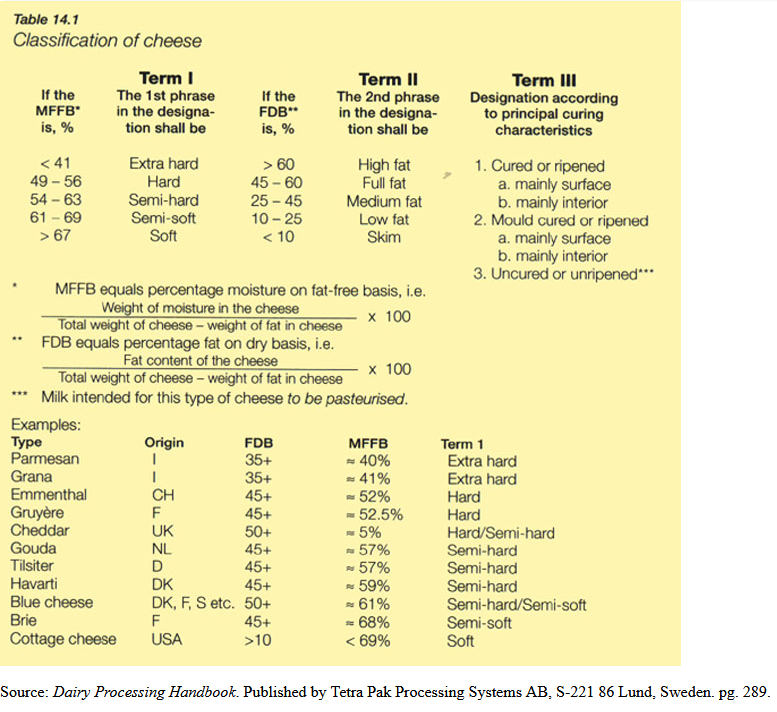 Table 14.1
Classification of cheese
Term I Term II Term III
If the The 1st phrase If the The 2nd phrase Designation according
MFFB* in the designa- FDB** in the designa- to principal curing
is, % tion shall be is, % tion shall be characteristics
< 41 Extra hard > 60 High fat 1. Cured or ripened
49 – 56 Hard 45 – 60 Full fat a. mainly surface
54 – 63 Semi-hard 25 – 45 Medium fat b. mainly interior
61 – 69 Semi-soft 10 – 25 Low fat 2. Mould cured or ripened
> 67 Soft < 10 Skim a. mainly surface
b. mainly interior
3. Uncured or unripened***
* MFFB equals percentage moisture on fat-free basis, i.e.
Weight of moisture in the cheese
Total weight of cheese – weight of fat in cheese x 100
** FDB equals percentage fat on dry basis, i.e.
Fat content of the cheese
Total weight of cheese – weight of fat in cheese x 100
*** Milk intended for this type of cheese to be pasteurised.
Examples:
Type Origin FDB MFFB Term 1
Parmesan I 35+ ≈ 40% Extra hard
Grana I 35+ ≈ 41% Extra hard
Emmenthal CH 45+ ≈ 52% Hard
Gruyère F 45+ ≈ 52.5% Hard
Cheddar UK 50+ ≈ 5% Hard/Semi-hard
Gouda NL 45+ ≈ 57% Semi-hard
Tilsiter D 45+ ≈ 57% Semi-hard
Havarti DK 45+ ≈ 59% Semi-hard
Blue cheese DK, F, S etc. 50+ ≈ 61% Semi-hard/Semi-soft
Brie F 45+ ≈ 68% Semi-soft
Cottage cheese USA >10 < 69% Soft
Source: Dairy Processing Handbook. Published by Tetra Pak Processing Systems AB, S-221 86 Lund, Sweden. pg. 289.